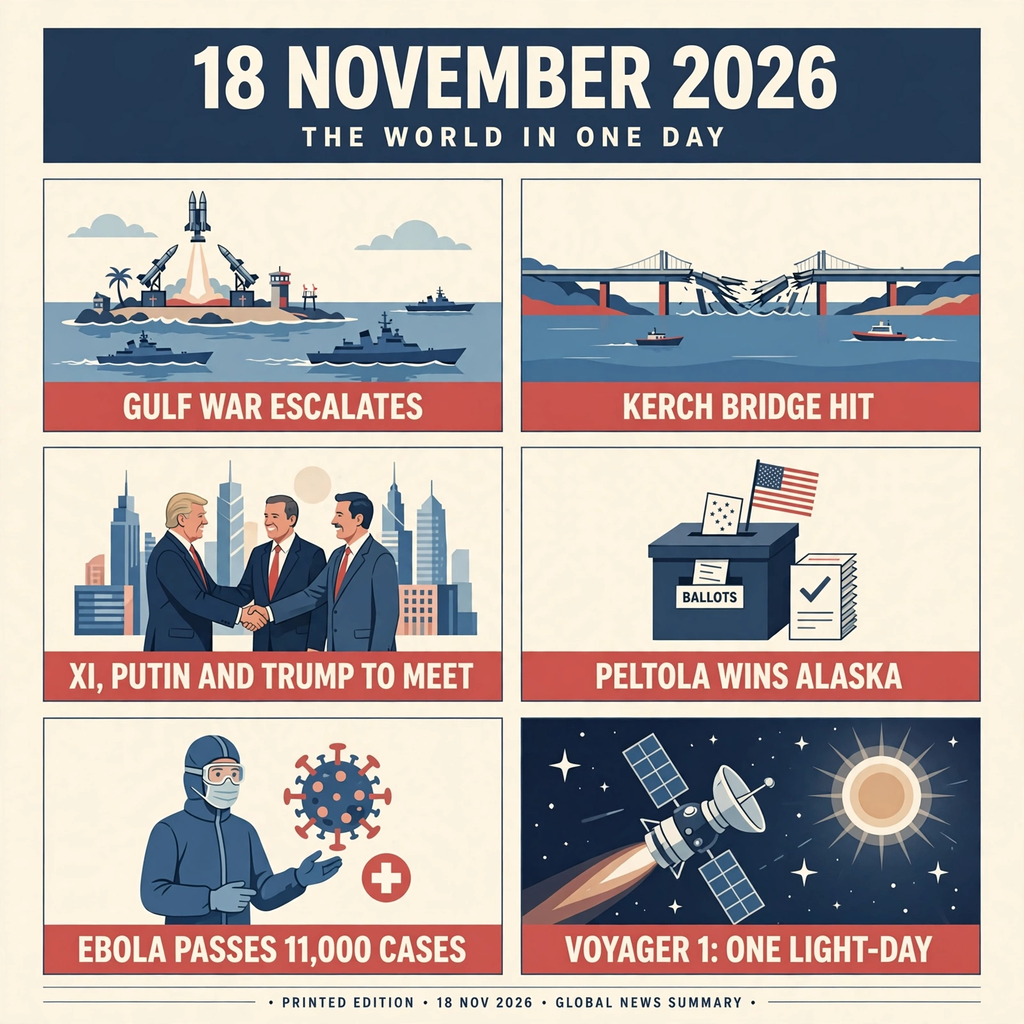 18 NOVEMBER 2026
THE WORLD IN ONE DAY
GULF WAR ESCALATES
KERCH BRIDGE HIT
XI, PUTIN AND TRUMP TO MEET
BALLOTS
PELTOLA WINS ALASKA
EBOLA PASSES 11,000 CASES
VOYAGER 1: ONE LIGHT-DAY
• PRINTED EDITION • 18 NOV 2026 • GLOBAL NEWS SUMMARY •